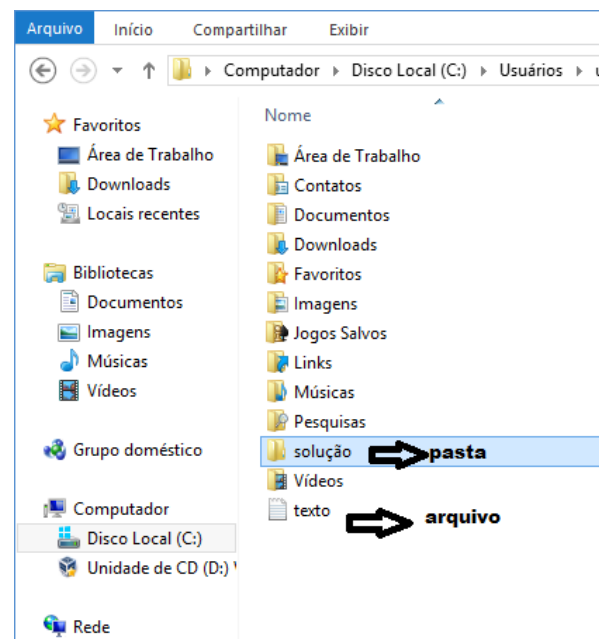 Arquivo Início Compartilhar Exibir
Computador Disco Local (C:) Usuários
Favoritos
Área de Trabalho
Downloads
Locais recentes
Bibliotecas
Documentos
Imagens
Músicas
Vídeos
Grupo doméstico
Computador
Disco Local (C:)
Unidade de CD (D:)
Rede
Nome
Área de Trabalho
Contatos
Documentos
Downloads
Favoritos
Imagens
Jogos Salvos
Links
Músicas
Pesquisas
solução pasta
Vídeos
texto arquivo